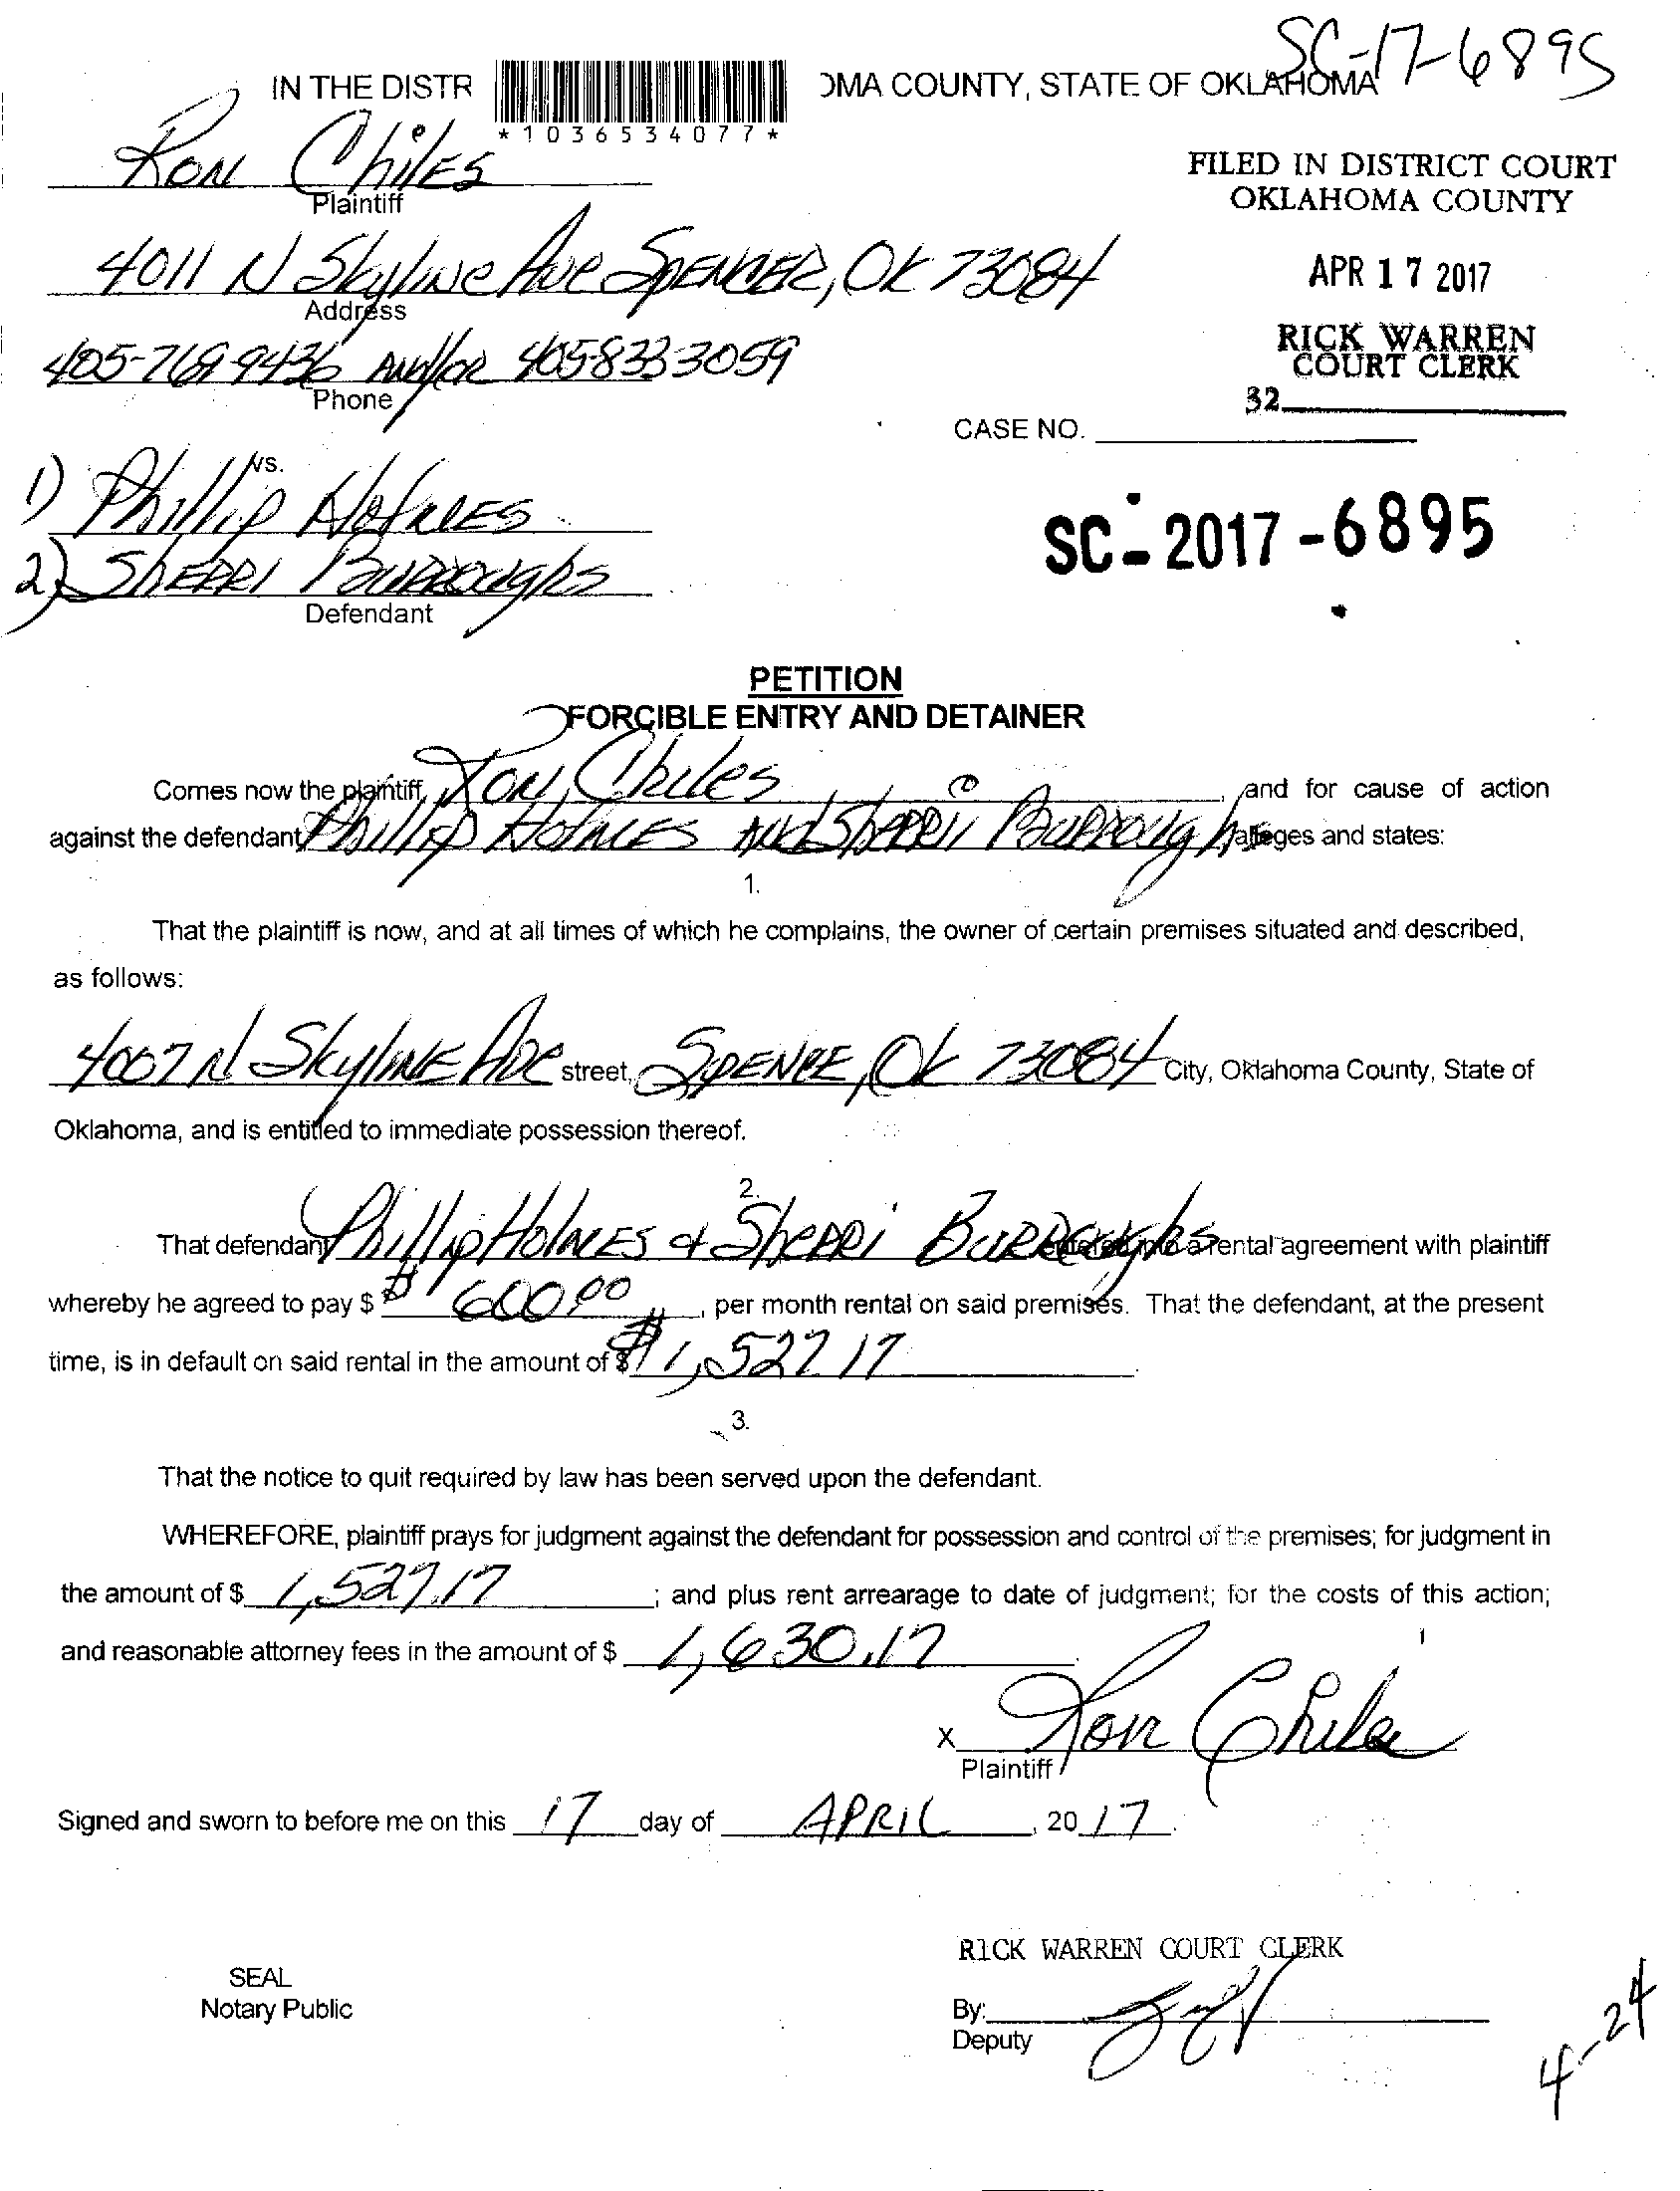 SC-17-6895
IN THE DISTR OMA COUNTY, STATE OF OKLAHOMA
*1036534077*
RON ChilES
Plaintiff
FILED IN DISTRICT COURT
OKLAHOMA COUNTY
4011 N Skyline Ave SPENCER, OK 73084
Address
APR 17 2017
RICK WARREN
COURT CLERK
405-769-9436 AND/OR 405 833 3059
Phone
32
CASE NO.
vs.
1) Phillip HolmES
2) ShERRI BURROughs
Defendant
SC-2017-6895
PETITION
FORCIBLE ENTRY AND DETAINER
Comes now the plaintiff, RON Chiles , and for cause of action
against the defendant Phillip HolmES AND ShERRi BURROughs alleges and states:
1.
That the plaintiff is now, and at all times of which he complains, the owner of certain premises situated and described,
as follows:
4007 N SkyliNE AVE street, SPENCE, OK 73084 City, Oklahoma County, State of
Oklahoma, and is entitled to immediate possession thereof.
2.
That defendant Phillip HolmES & ShERRi BURROughs entered into a rental agreement with plaintiff
whereby he agreed to pay $ $ 600.00 , per month rental on said premises. That the defendant, at the present
time, is in default on said rental in the amount of $ $ 1,527.17 .
3.
That the notice to quit required by law has been served upon the defendant.
WHEREFORE, plaintiff prays for judgment against the defendant for possession and control of the premises; for judgment in
the amount of $ 1,527.17 ; and plus rent arrearage to date of judgment; for the costs of this action;
and reasonable attorney fees in the amount of $ 1,630.17 .
x Ron Chiles
Plaintiff
Signed and sworn to before me on this 17 day of APRIL , 20 17 .
RICK WARREN COURT CLERK
SEAL
Notary Public
By:
Deputy
4-24